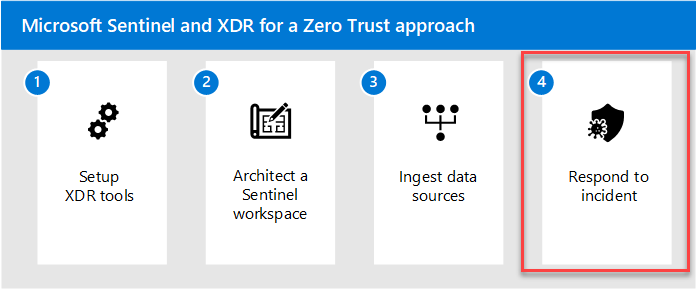 Microsoft Sentinel and XDR for a Zero Trust approach
1
Setup
XDR tools
2
Architect a
Sentinel
workspace
3
Ingest data
sources
4
Respond to
incident